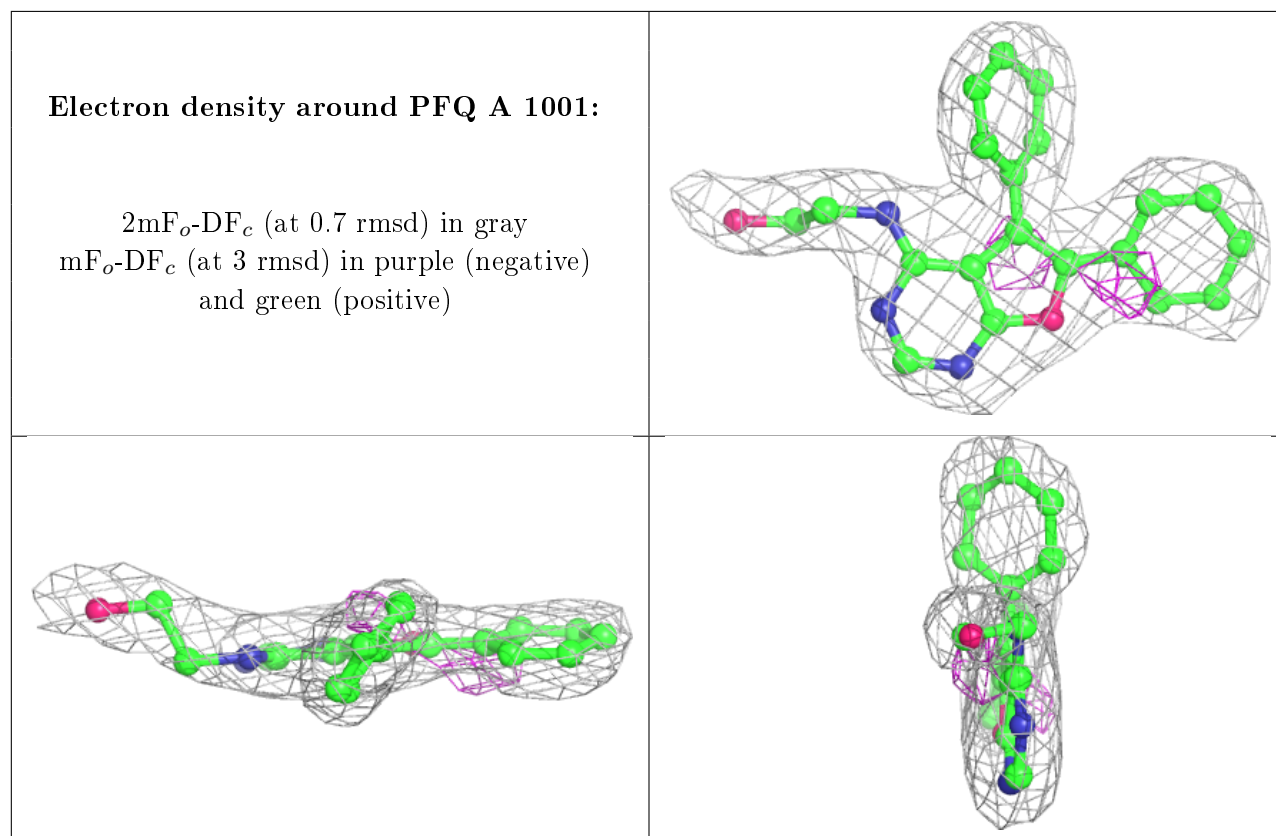 Electron density around PFQ A 1001:
2mFₒ-DF𝒸 (at 0.7 rmsd) in gray
mFₒ-DF𝒸 (at 3 rmsd) in purple (negative)
and green (positive)